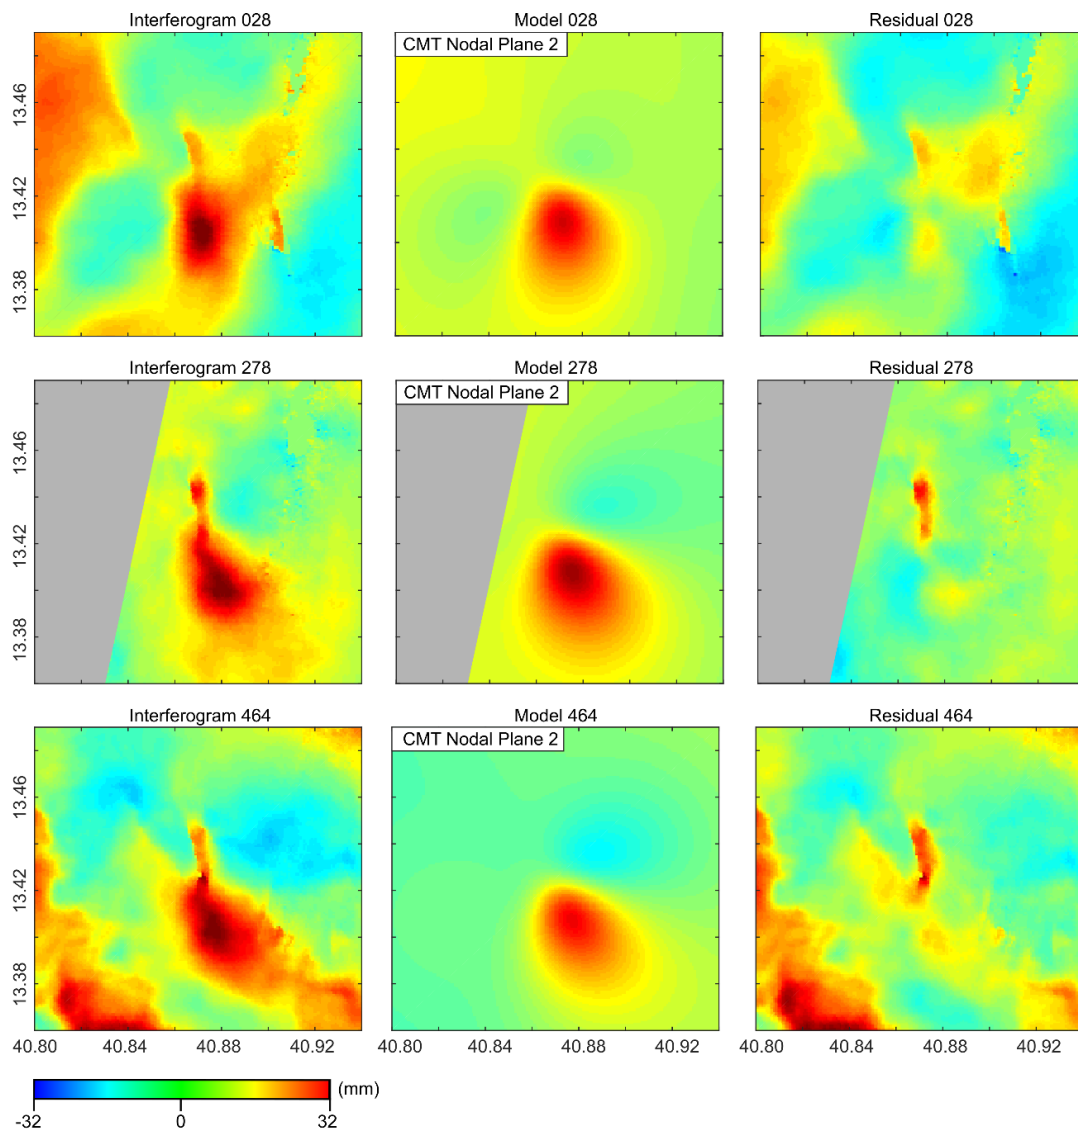 Interferogram 028
Model 028
Residual 028
CMT Nodal Plane 2
13.46
13.42
13.38
Interferogram 278
Model 278
Residual 278
CMT Nodal Plane 2
13.46
13.42
13.38
Interferogram 464
Model 464
Residual 464
CMT Nodal Plane 2
13.46
13.42
13.38
40.80 40.84 40.88 40.92
40.80 40.84 40.88 40.92
40.80 40.84 40.88 40.92
(mm)
-32 0 32